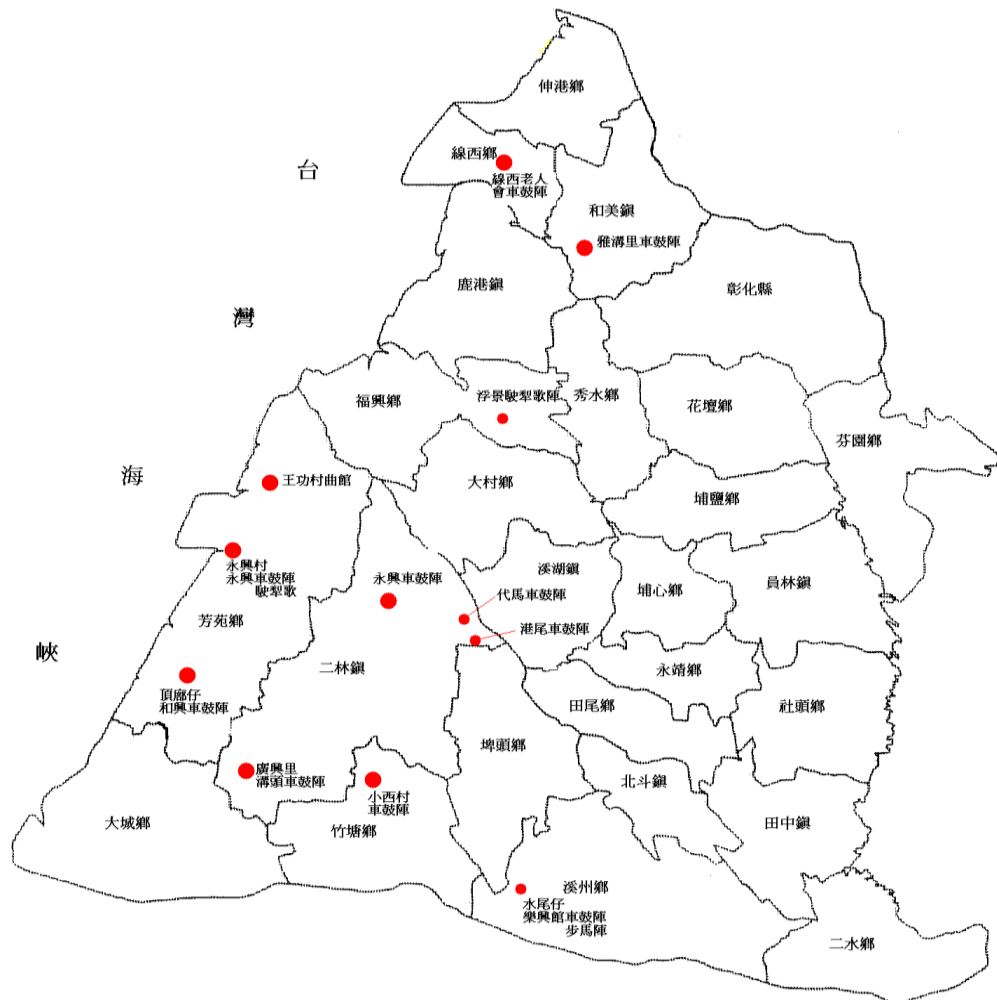 伸港鄉
線西鄉
台
線西老人
會車鼓陣
和美鎮
雅溝里車鼓陣
鹿港鎮
彰化縣
灣
浮景駛犁歌陣
秀水鄉
福興鄉
花壇鄉
芬園鄉
海
王功村曲館
大村鄉
埔鹽鄉
永興村
永興車鼓陣
駛犁歌
永興車鼓陣
溪湖鎮
代馬車鼓陣
埔心鄉
員林鎮
芳苑鄉
港尾車鼓陣
峽
二林鎮
永靖鄉
頂廍仔
和興車鼓陣
田尾鄉
社頭鄉
埤頭鄉
廣興里
溝頭車鼓陣
北斗鎮
小西村
車鼓陣
大城鄉
竹塘鄉
田中鎮
溪州鄉
水尾仔
樂興館車鼓陣
步馬陣
二水鄉